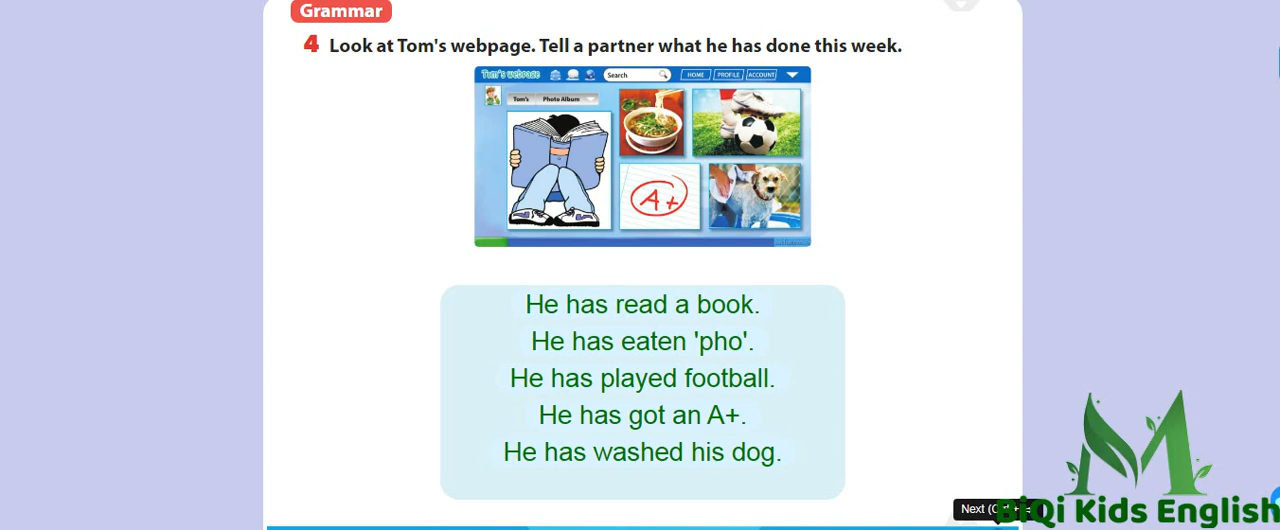 Grammar
4 Look at Tom's webpage. Tell a partner what he has done this week.
Tom's webpage
Search
HOME
PROFILE
ACCOUNT
Tom's Photo Album
A+
He has read a book.
He has eaten 'pho'.
He has played football.
He has got an A+.
He has washed his dog.
Next
M
BiQi Kids English